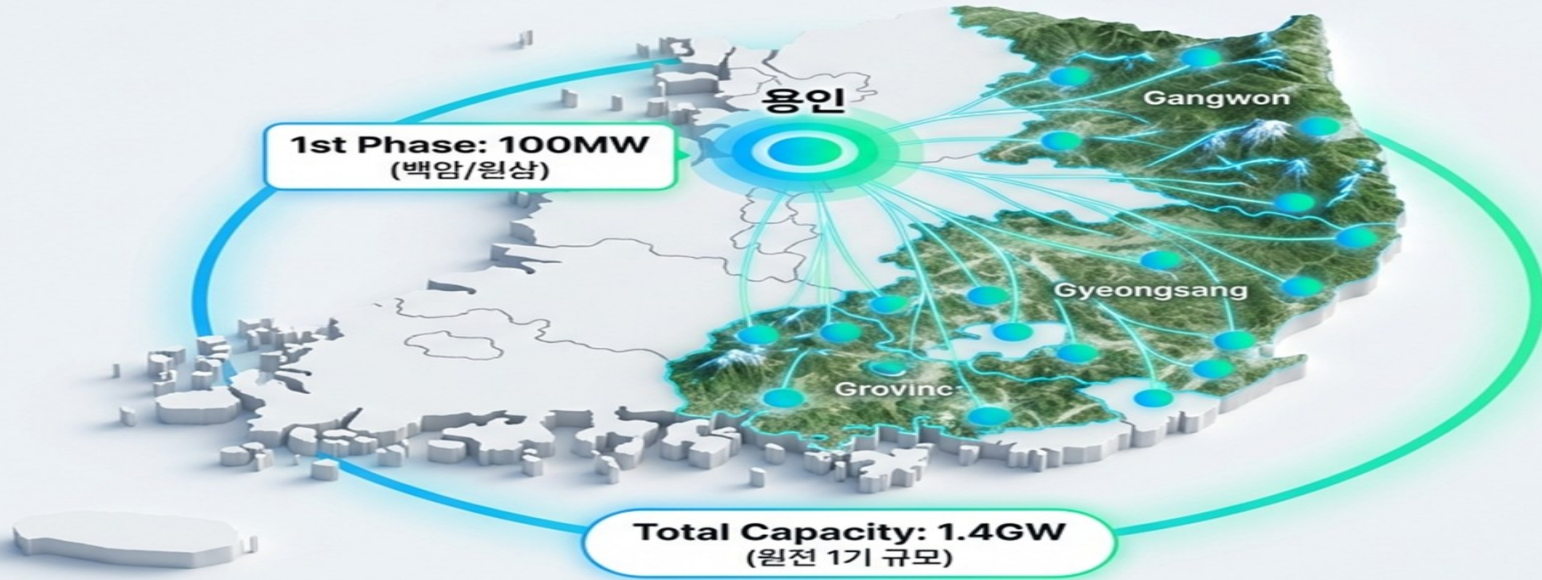 용인
Gangwon
1st Phase: 100MW
(백암/원삼)
Gyeongsang
Grovinc
Total Capacity: 1.4GW
(원전 1기 규모)